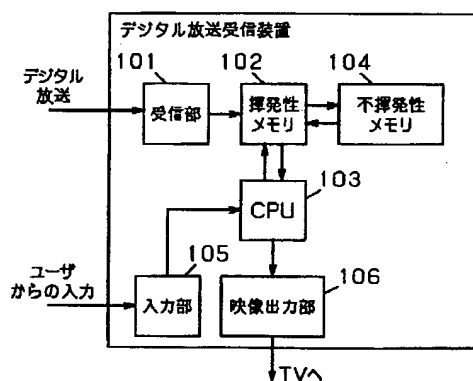 デジタル放送受信装置
101
102
104
デジタル
放送
受信部
揮発性
メモリ
不揮発性
メモリ
103
CPU
105
106
ユーザ
からの入力
入力部
映像出力部
TVへ